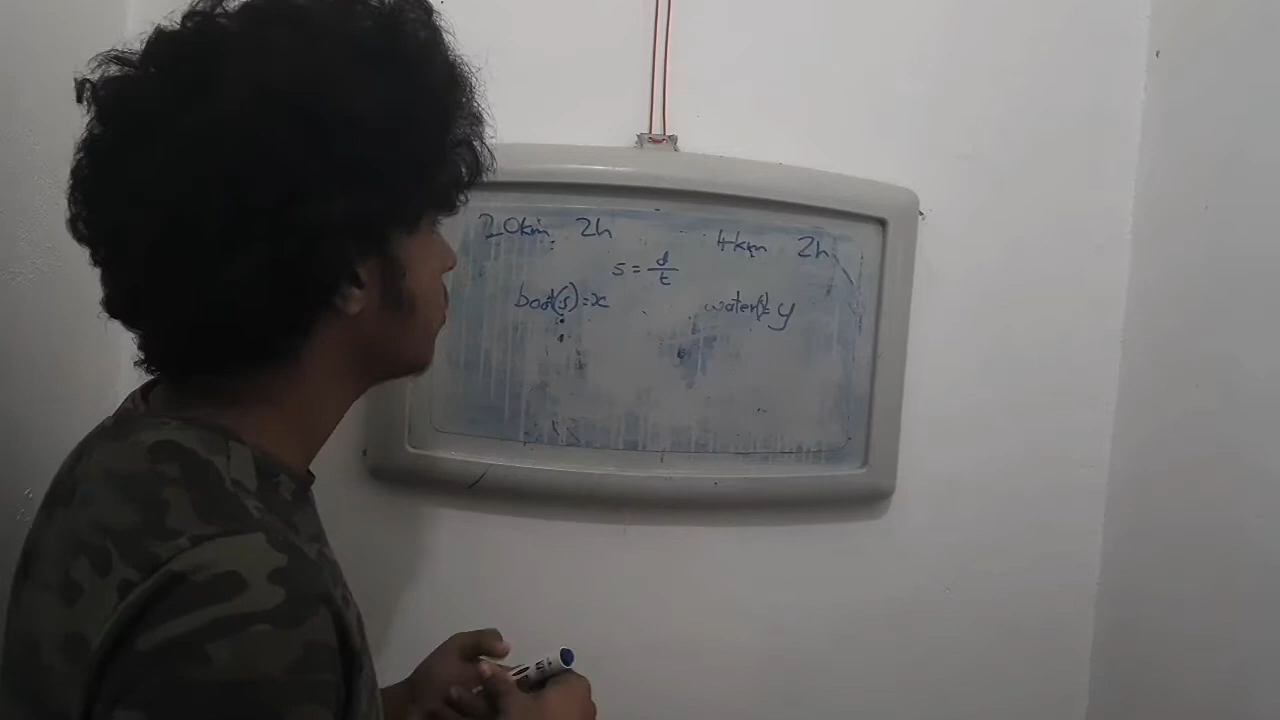 20km 2h 4km 2h
s = d/t
boat(s) = x water(s) = y